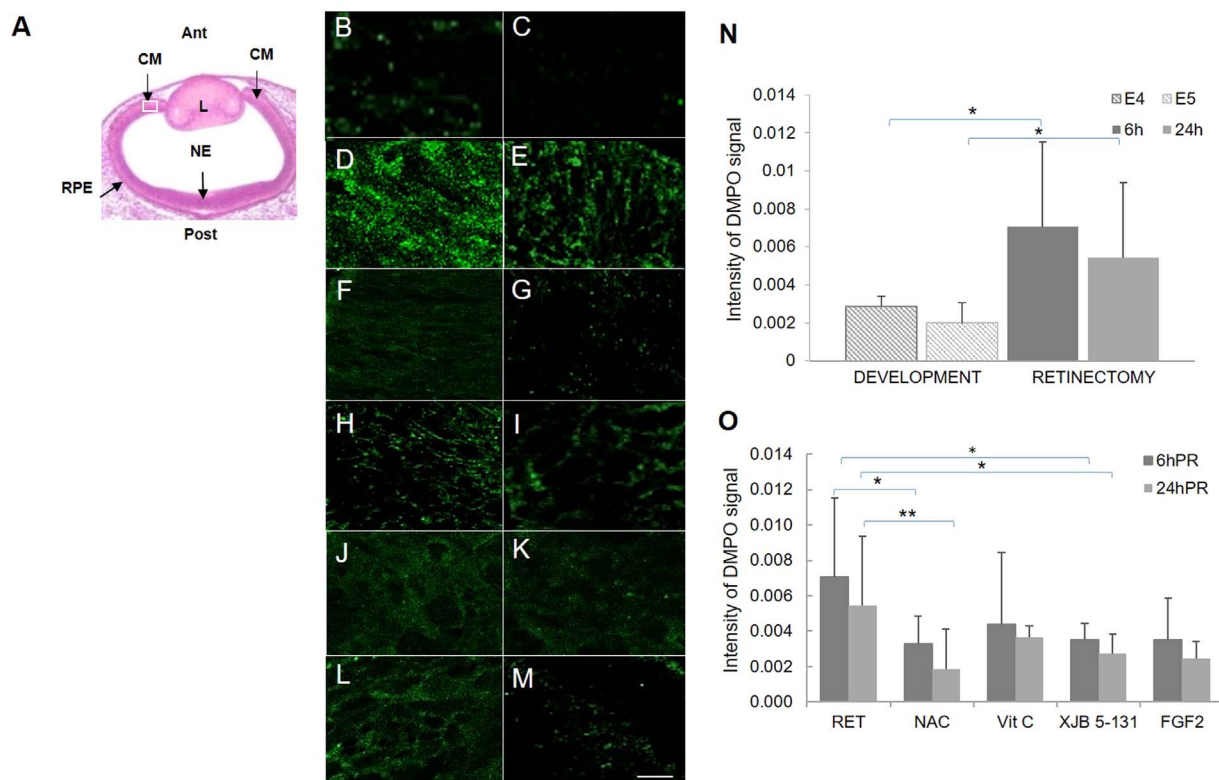 A
Ant
CM
CM
L
NE
RPE
Post
B
C
D
E
F
G
H
I
J
K
L
M
N
Intensity of DMPO signal
0.014
0.012
0.01
0.008
0.006
0.004
0.002
0
E4
E5
6h
24h
*
*
DEVELOPMENT
RETINECTOMY
O
Intensity of DMPO signal
0.014
0.012
0.010
0.008
0.006
0.004
0.002
0.000
6hPR
24hPR
*
*
*
**
RET
NAC
Vit C
XJB 5-131
FGF2